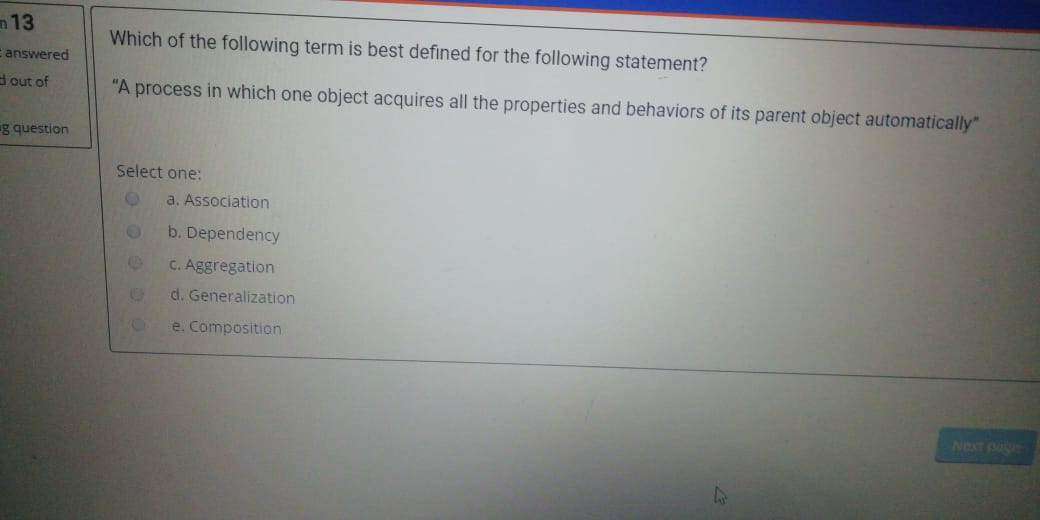 13
answered
out of
question
Which of the following term is best defined for the following statement?
"A process in which one object acquires all the properties and behaviors of its parent object automatically"
Select one:
a. Association
b. Dependency
c. Aggregation
d. Generalization
e. Composition
Next page